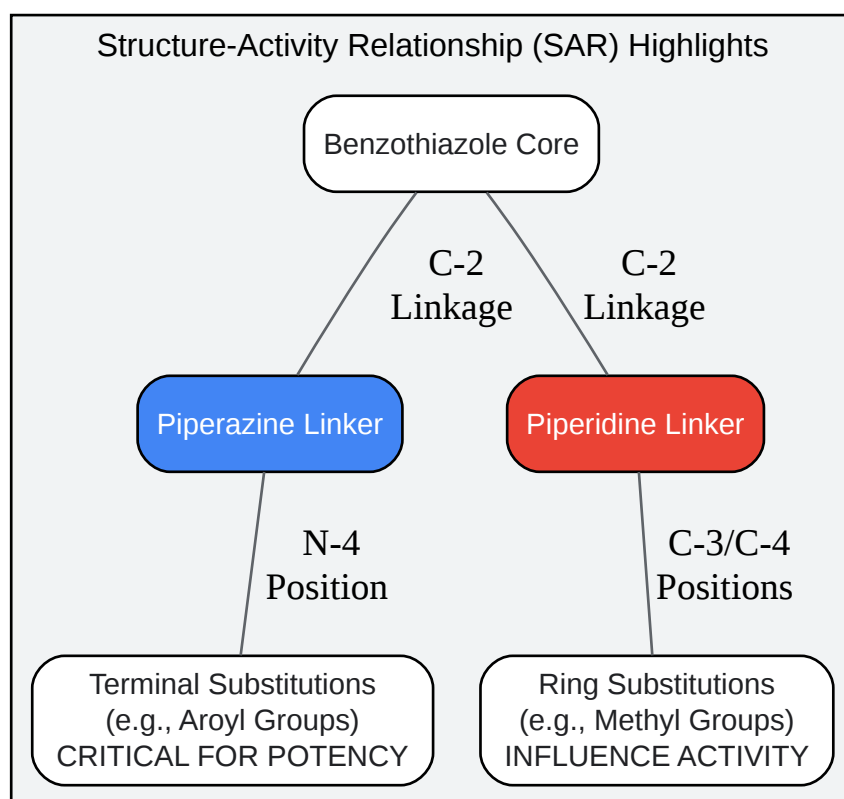 Structure-Activity Relationship (SAR) Highlights
Benzothiazole Core
C-2
Linkage
C-2
Linkage
Piperazine Linker
Piperidine Linker
N-4
Position
C-3/C-4
Positions
Terminal Substitutions
(e.g., Aroyl Groups)
CRITICAL FOR POTENCY
Ring Substitutions
(e.g., Methyl Groups)
INFLUENCE ACTIVITY